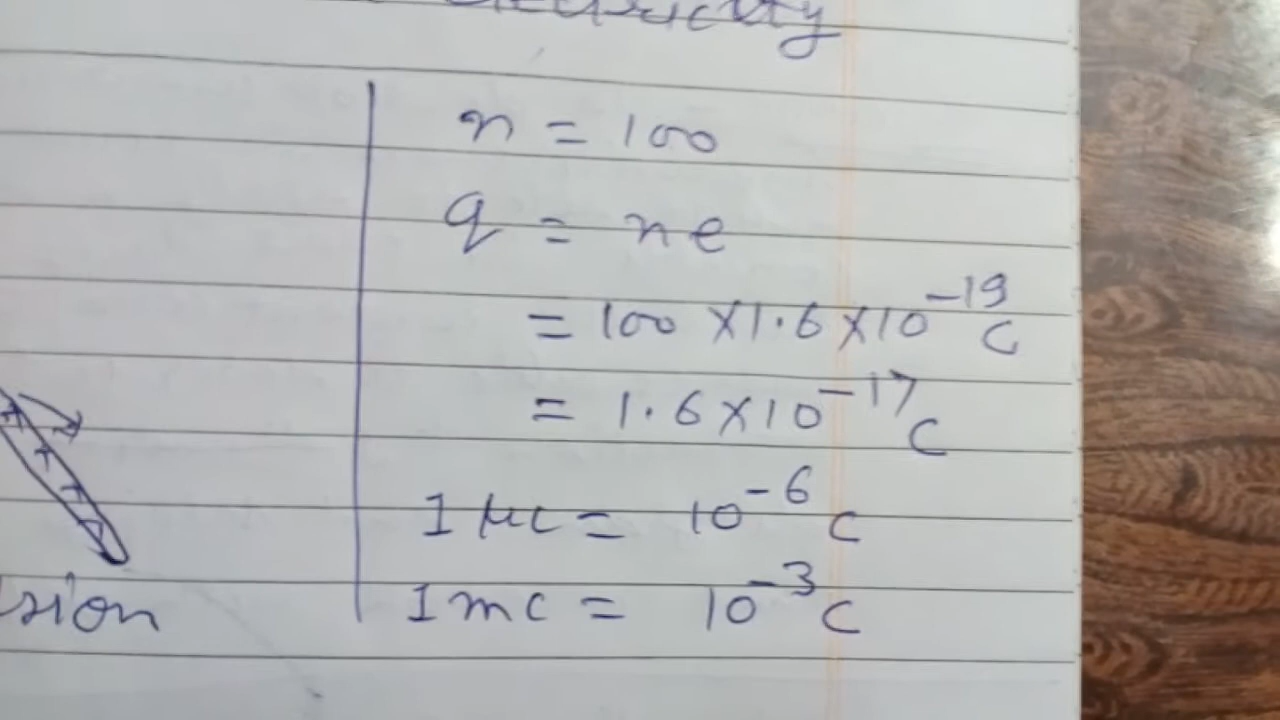 n = 100
q = ne
= 100 × 1.6 × 10⁻¹⁹ C
= 1.6 × 10⁻¹⁷ C
1 μc = 10⁻⁶ C
1 mc = 10⁻³ C